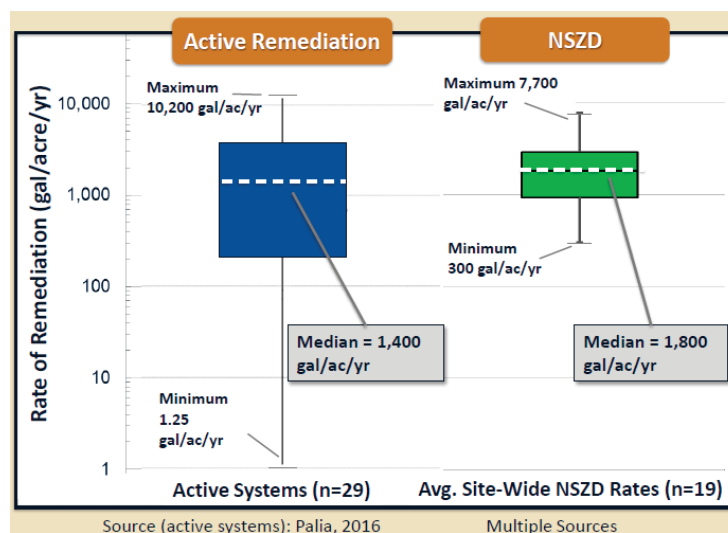 Active Remediation
NSZD
Rate of Remediation (gal/acre/yr)
10,000
1,000
100
10
1
Maximum
10,200 gal/ac/yr
Median = 1,400
gal/ac/yr
Minimum
1.25
gal/ac/yr
Active Systems (n=29)
Maximum 7,700
gal/ac/yr
Minimum
300 gal/ac/yr
Median = 1,800
gal/ac/yr
Avg. Site-Wide NSZD Rates (n=19)
Source (active systems): Palia, 2016
Multiple Sources